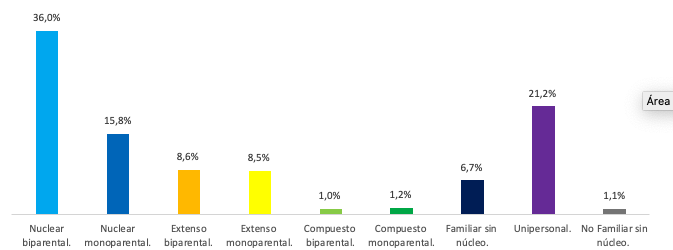 36,0%
15,8%
8,6%
8,5%
1,0%
1,2%
6,7%
21,2%
1,1%
Área
Nuclear
biparental.
Nuclear
monoparental.
Extenso
biparental.
Extenso
monoparental.
Compuesto
biparental.
Compuesto
monoparental.
Familiar sin
núcleo.
Unipersonal.
No Familiar sin
núcleo.